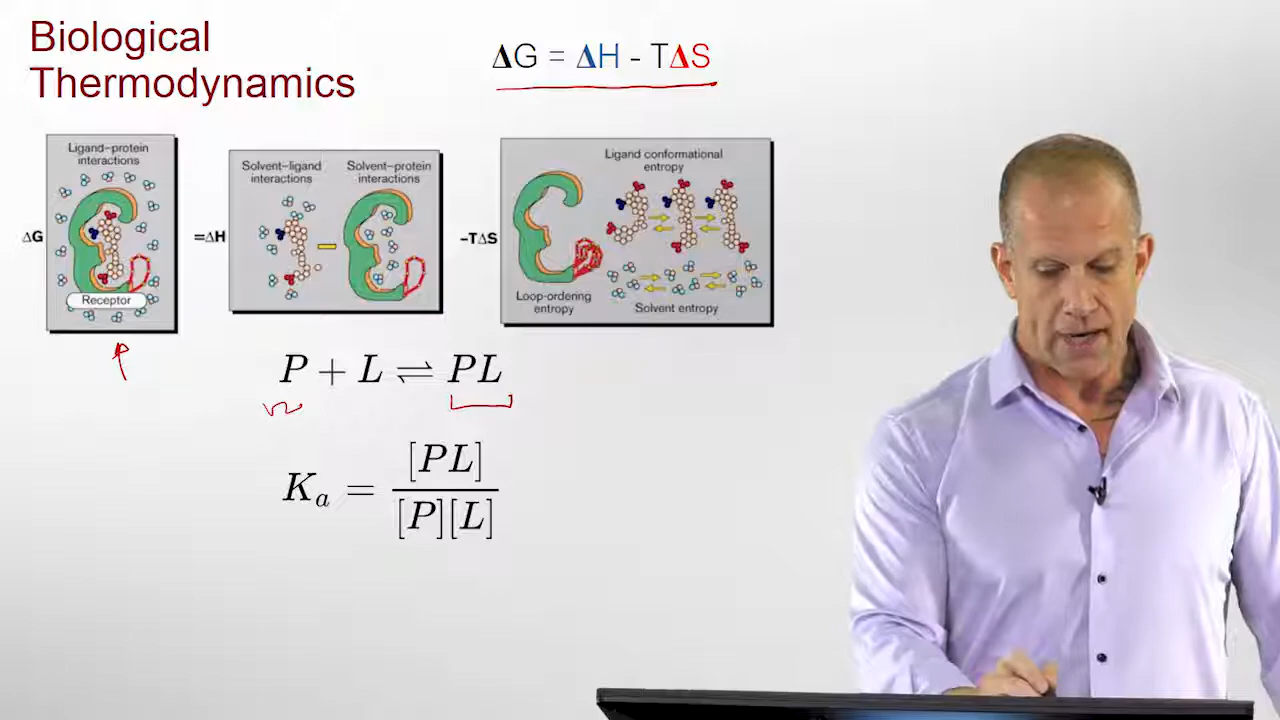 Biological
Thermodynamics
ΔG = ΔH - TΔS
Ligand–protein
interactions
Solvent–ligand
interactions
Solvent–protein
interactions
Ligand conformational
entropy
ΔG
=ΔH
-TΔS
Receptor
Loop-ordering
entropy
Solvent entropy
P + L ⇌ PL
K_a = [PL] / [P][L]